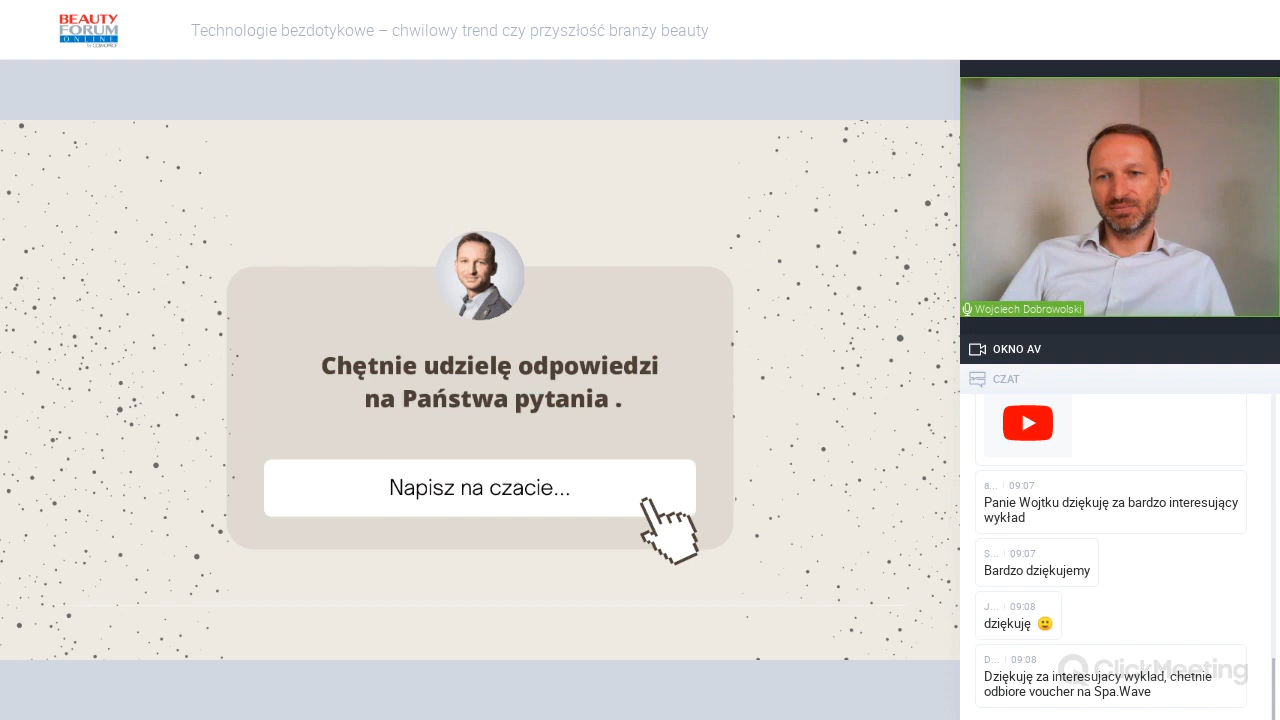 BEAUTY
FORUM
ONLINE
by COSMOPROF
Technologie bezdotykowe – chwilowy trend czy przyszłość branży beauty
Chętnie udzielę odpowiedzi
na Państwa pytania .
Napisz na czacie...
Wojciech Dobrowolski
OKNO AV
CZAT
a... 09:07
Panie Wojtku dziękuję za bardzo interesujący
wykład
S... 09:07
Bardzo dziękujemy
J... 09:08
dziękuję 🙂
D... 09:08
Dziękuję za interesujacy wykład, chetnie
odbiore voucher na Spa.Wave
ClickMeeting